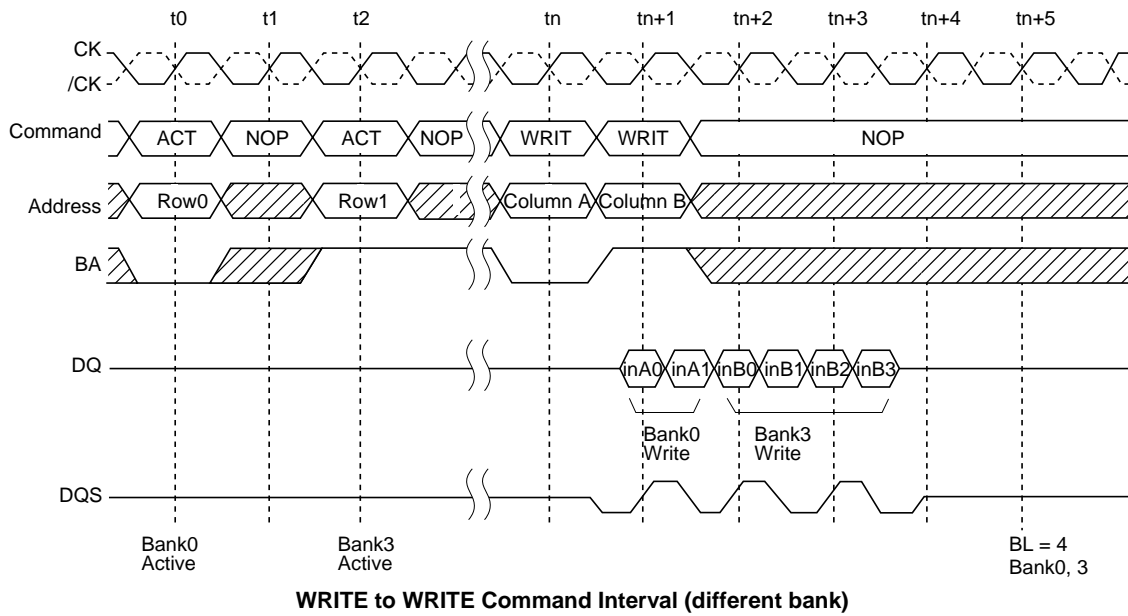 t0 t1 t2 tn tn+1 tn+2 tn+3 tn+4 tn+5
CK
/CK
Command ACT NOP ACT NOP WRIT WRIT NOP
Address Row0 Row1 Column A Column B
BA
DQ inA0 inA1 inB0 inB1 inB2 inB3
Bank0 Bank3
Write Write
DQS
Bank0 Bank3 BL = 4
Active Active Bank0, 3
WRITE to WRITE Command Interval (different bank)